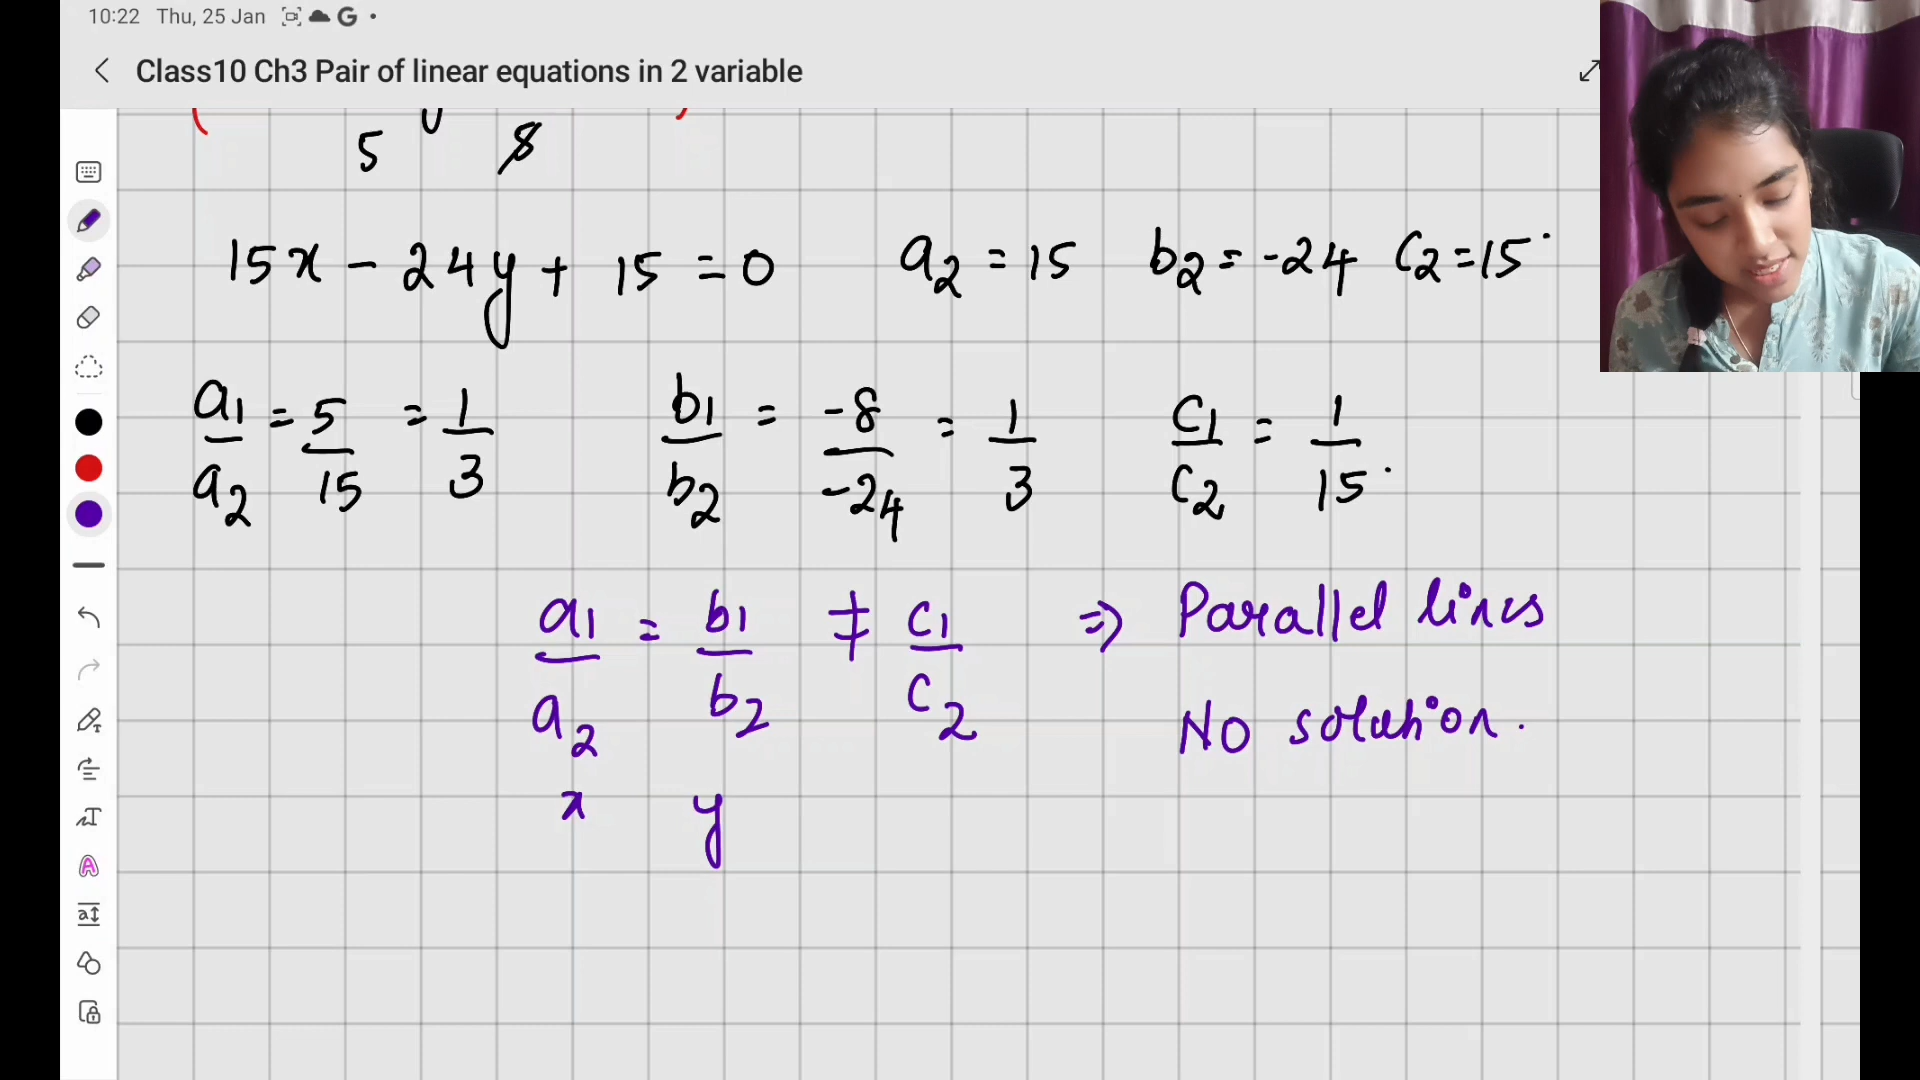 10:22 Thu, 25 Jan G
Class10 Ch3 Pair of linear equations in 2 variable
5 8
15x - 24y + 15 = 0 a2 = 15 b2 = -24 c2 = 15
a1/a2 = 5/15 = 1/3 b1/b2 = -8/-24 = 1/3 c1/c2 = 1/15
a1/a2 = b1/b2 ≠ c1/c2 ⇒ Parallel lines
No solution.
x y